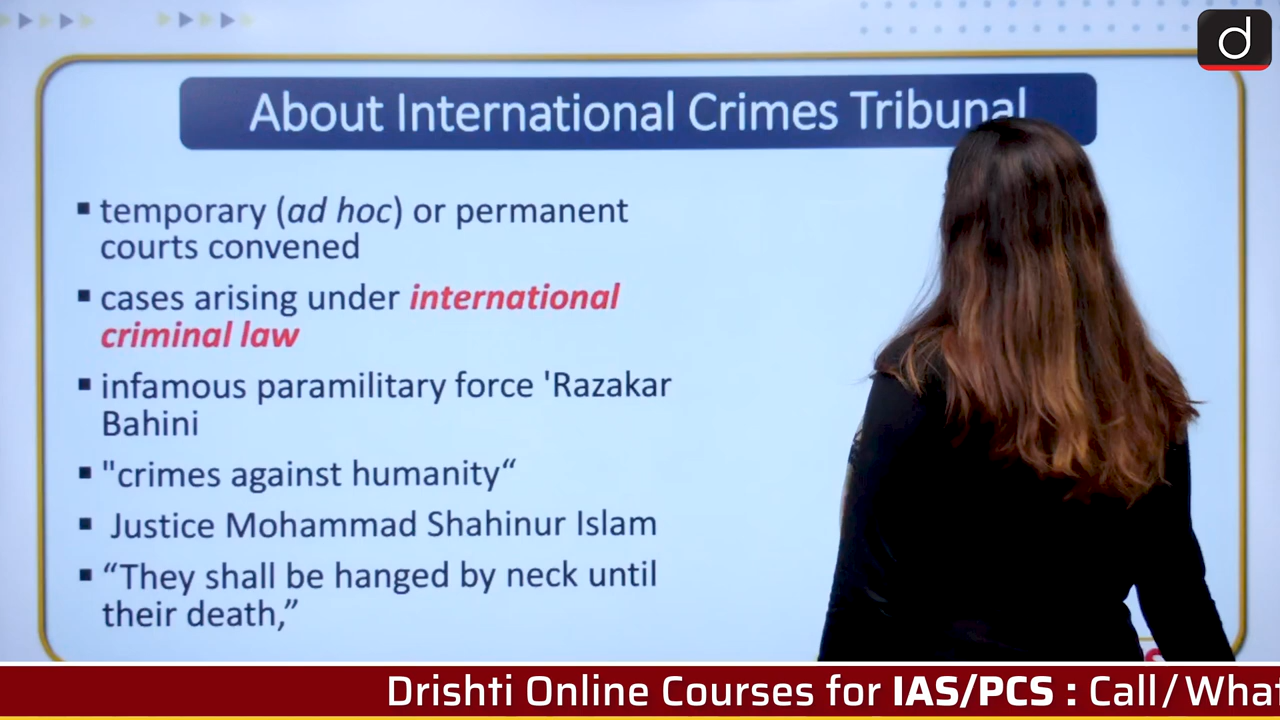 d
About International Crimes Tribunal
▪ temporary (ad hoc) or permanent
courts convened
▪ cases arising under international
criminal law
▪ infamous paramilitary force 'Razakar
Bahini
▪ "crimes against humanity“
▪ Justice Mohammad Shahinur Islam
▪ “They shall be hanged by neck until
their death,”
Drishti Online Courses for IAS/PCS : Call/What